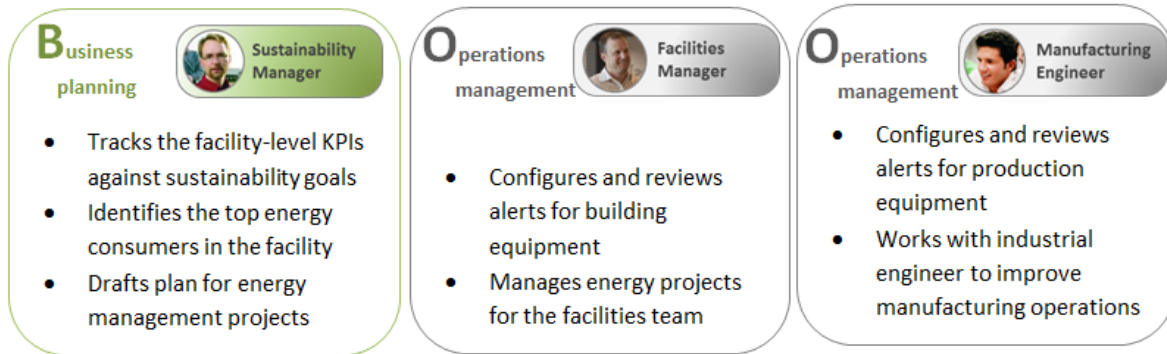 Business
planning
Sustainability
Manager
• Tracks the facility-level KPIs
against sustainability goals
• Identifies the top energy
consumers in the facility
• Drafts plan for energy
management projects
Operations
management
Facilities
Manager
• Configures and reviews
alerts for building
equipment
• Manages energy projects
for the facilities team
Operations
management
Manufacturing
Engineer
• Configures and reviews
alerts for production
equipment
• Works with industrial
engineer to improve
manufacturing operations